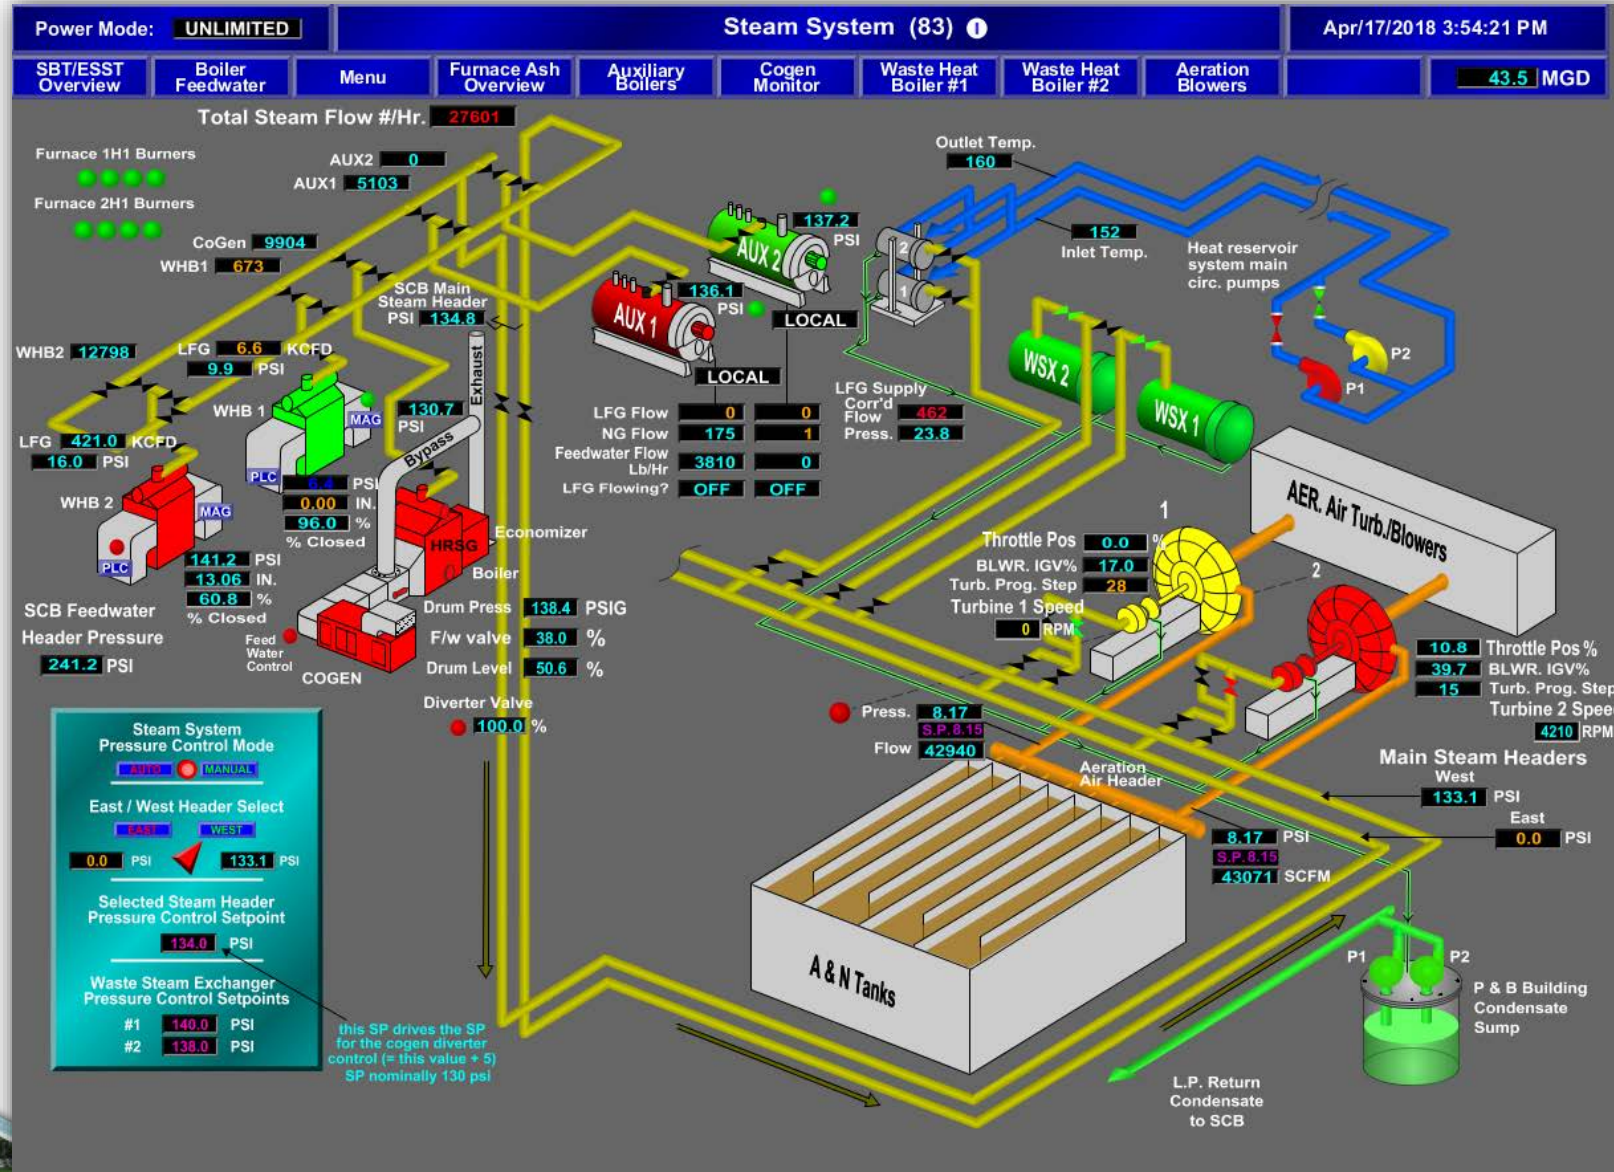 Power Mode: UNLIMITED
Steam System (83)
Apr/17/2018 3:54:21 PM
SBT/ESST
Overview
Boiler
Feedwater
Menu
Furnace Ash
Overview
Auxiliary
Boilers
Cogen
Monitor
Waste Heat
Boiler #1
Waste Heat
Boiler #2
Aeration
Blowers
43.5 MGD
Total Steam Flow #/Hr. 27601
Furnace 1H1 Burners
Furnace 2H1 Burners
AUX2 0
AUX1 5103
CoGen 9904
WHB1 673
SCB Main
Steam Header
PSI 134.8
WHB2 12798
LFG 6.6 KCFD
9.9 PSI
WHB 1
MAG
PLC
130.7
PSI
LFG 421.0 KCFD
16.0 PSI
WHB 2
MAG
PLC
6.4 PSI
0.00 IN.
96.0 %
% Closed
141.2 PSI
13.06 IN.
60.8 %
% Closed
SCB Feedwater
Header Pressure
241.2 PSI
Exhaust
Bypass
HRSG
Economizer
Boiler
Feed
Water
Control
COGEN
Drum Press 138.4 PSIG
F/w valve 38.0 %
Drum Level 50.6 %
Diverter Valve
100.0 %
AUX 2
137.2
PSI
AUX 1
136.1
PSI
LOCAL
LOCAL
LFG Flow 0 0
NG Flow 175 1
Feedwater Flow
Lb/Hr 3810 0
LFG Flowing? OFF OFF
LFG Supply
Corr'd
Flow 462
Press. 23.8
Outlet Temp.
160
152
Inlet Temp.
2
1
Heat reservoir
system main
circ. pumps
P2
P1
WSX 2
WSX 1
AER. Air Turb./Blowers
1
Throttle Pos 0.0 %
BLWR. IGV% 17.0
Turb. Prog. Step 28
Turbine 1 Speed
0 RPM
2
10.8 Throttle Pos %
39.7 BLWR. IGV%
15 Turb. Prog. Step
Turbine 2 Speed
4210 RPM
Press. 8.17
S.P. 8.15
Flow 42940
Aeration
Air Header
Main Steam Headers
West
133.1 PSI
East
0.0 PSI
8.17 PSI
S.P. 8.15
43071 SCFM
A & N Tanks
P1
P2
P & B Building
Condensate
Sump
L.P. Return
Condensate
to SCB
Steam System
Pressure Control Mode
AUTO MANUAL
East / West Header Select
EAST WEST
0.0 PSI 133.1 PSI
Selected Steam Header
Pressure Control Setpoint
134.0 PSI
Waste Steam Exchanger
Pressure Control Setpoints
#1 140.0 PSI
#2 138.0 PSI
this SP drives the SP
for the cogen diverter
control (= this value + 5)
SP nominally 130 psi